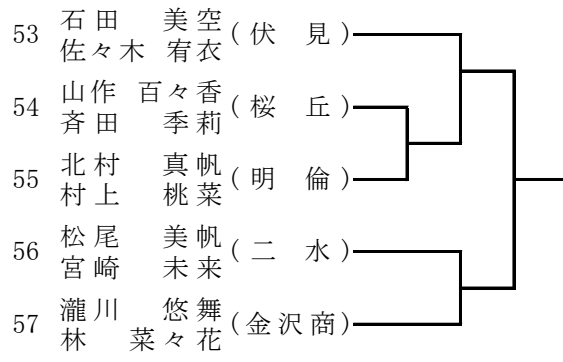 53 石田 美空 (伏見)
佐々木 宥衣
54 山作 百々香 (桜丘)
斉田 季莉
55 北村 真帆 (明倫)
村上 桃菜
56 松尾 美帆 (二水)
宮崎 未来
57 瀧川 悠舞 (金沢商)
林 菜々花